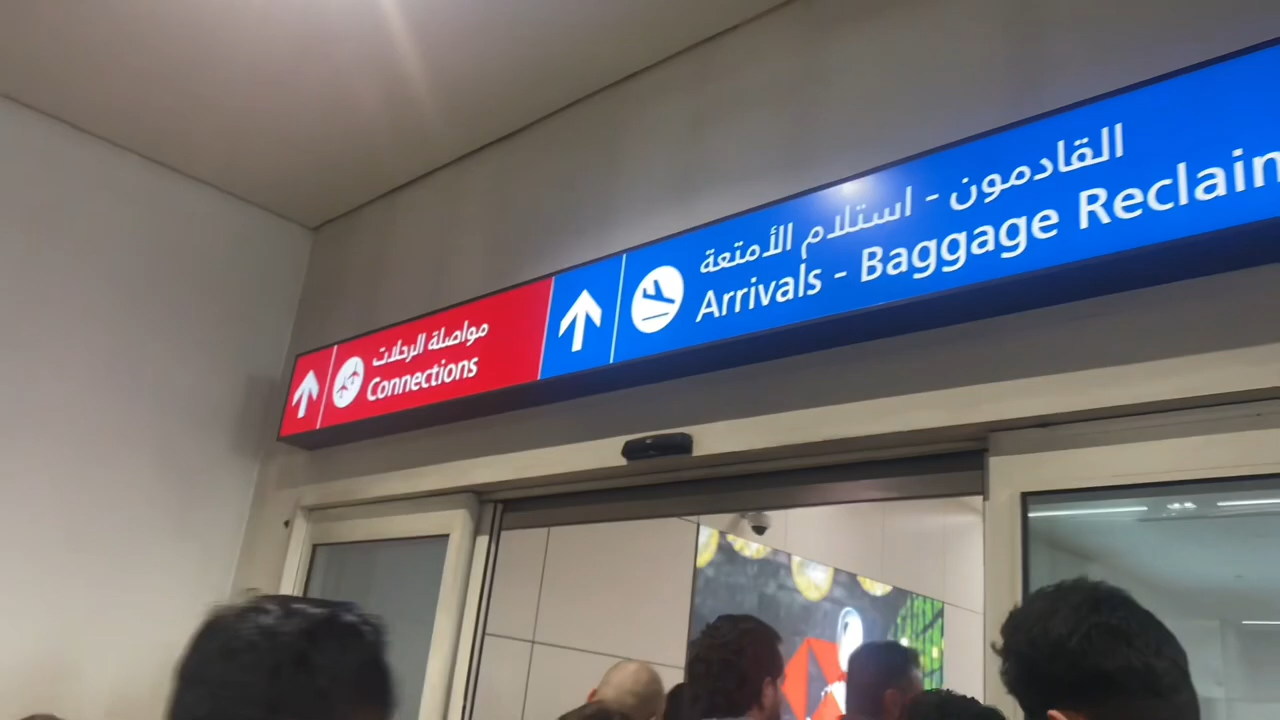 مواصلة الرحلات
Connections
القادمون - استلام الأمتعة
Arrivals - Baggage Reclaim